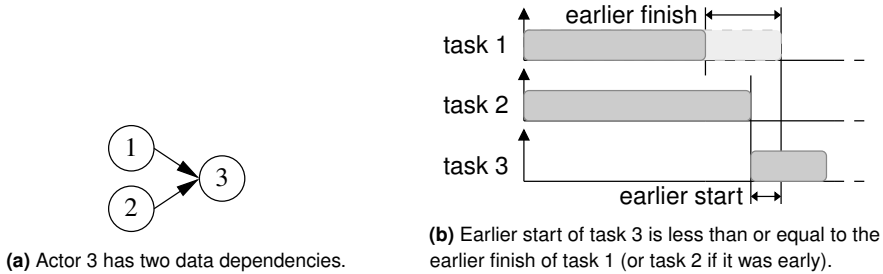 earlier finish
task 1
task 2
task 3
earlier start
1
2
3
(a) Actor 3 has two data dependencies.
(b) Earlier start of task 3 is less than or equal to the
earlier finish of task 1 (or task 2 if it was early).